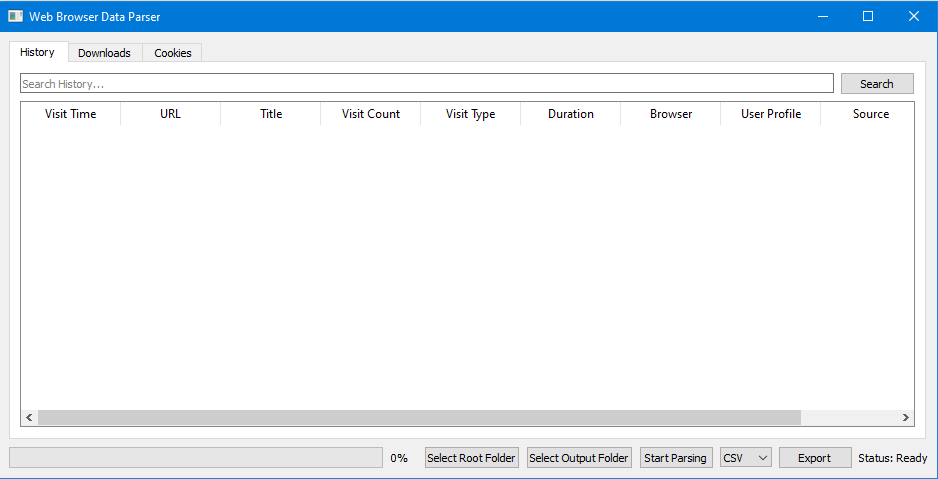 Web Browser Data Parser
History Downloads Cookies
Search History... Search
Visit Time URL Title Visit Count Visit Type Duration Browser User Profile Source
0% Select Root Folder Select Output Folder Start Parsing CSV Export Status: Ready